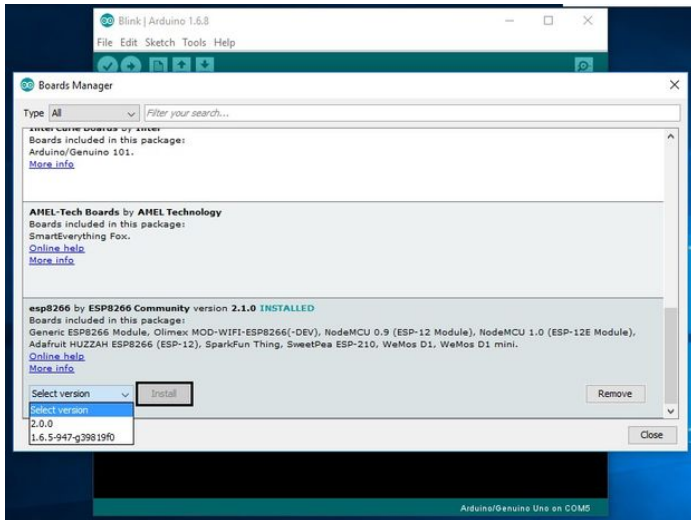 Blink | Arduino 1.6.8
File Edit Sketch Tools Help
Boards Manager
Type All Filter your search...
Intel Curie Boards by Intel
Boards included in this package:
Arduino/Genuino 101.
More info
AMEL-Tech Boards by AMEL Technology
Boards included in this package:
SmartEverything Fox.
Online help
More info
esp8266 by ESP8266 Community version 2.1.0 INSTALLED
Boards included in this package:
Generic ESP8266 Module, Olimex MOD-WIFI-ESP8266(-DEV), NodeMCU 0.9 (ESP-12 Module), NodeMCU 1.0 (ESP-12E Module),
Adafruit HUZZAH ESP8266 (ESP-12), SparkFun Thing, SweetPea ESP-210, WeMos D1, WeMos D1 mini.
Online help
More info
Select version Install Remove
Select version
2.0.0
1.6.5-947-g39819f0
Close
Arduino/Genuino Uno on COM5